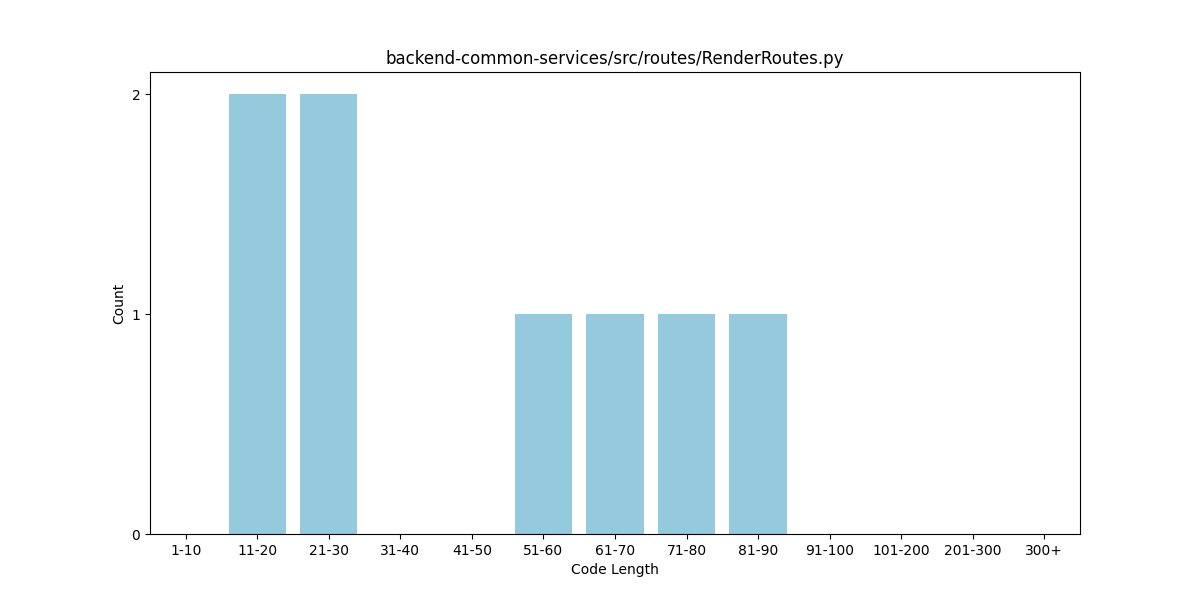 backend-common-services/src/routes/RenderRoutes.py
2
1
0
Count
1-10 11-20 21-30 31-40 41-50 51-60 61-70 71-80 81-90 91-100 101-200 201-300 300+
Code Length